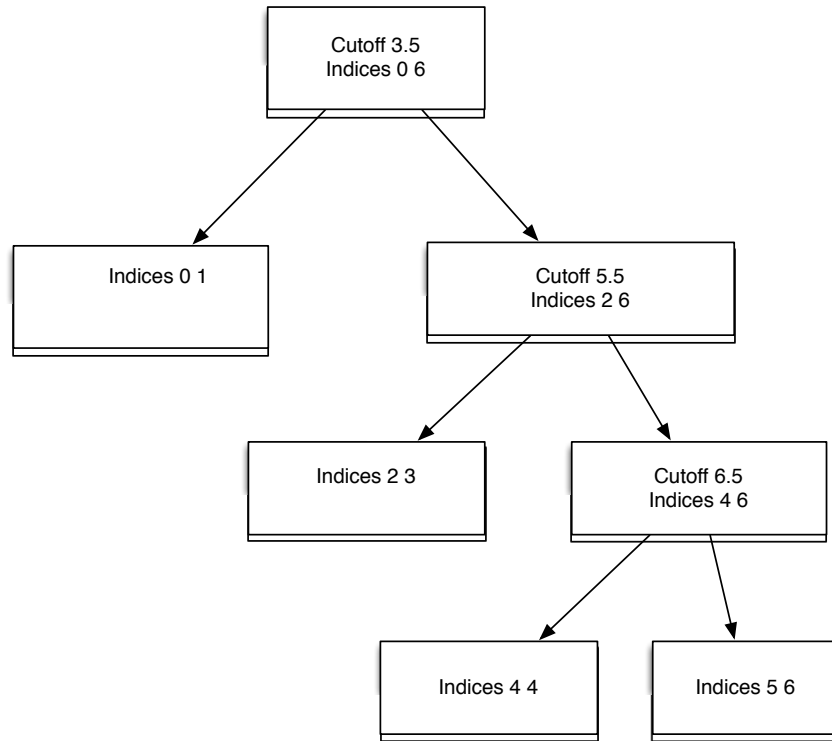 Cutoff 3.5
Indices 0 6
Indices 0 1
Cutoff 5.5
Indices 2 6
Indices 2 3
Cutoff 6.5
Indices 4 6
Indices 4 4
Indices 5 6